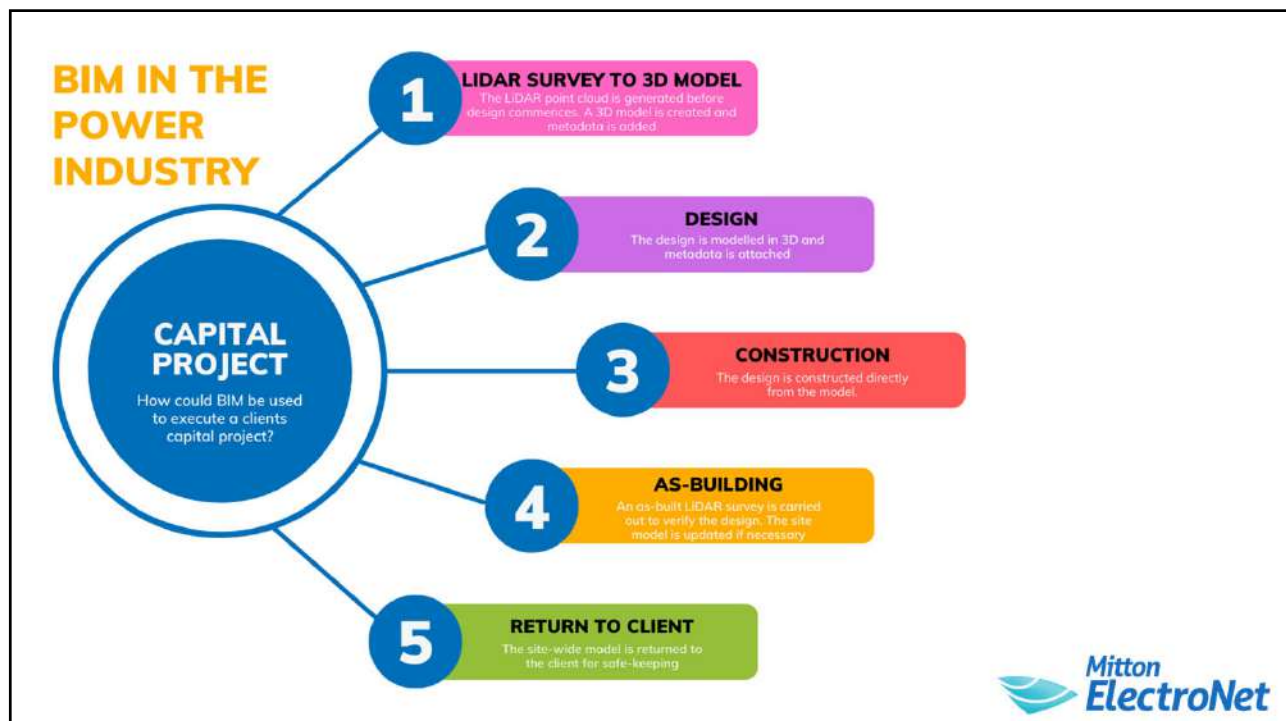 BIM IN THE
POWER
INDUSTRY
CAPITAL
PROJECT
How could BIM be used
to execute a clients
capital project?
1
LIDAR SURVEY TO 3D MODEL
The LiDAR point cloud is generated before
design commences. A 3D model is created and
metadata is added
2
DESIGN
The design is modelled in 3D and
metadata is attached
3
CONSTRUCTION
The design is constructed directly
from the model.
4
AS-BUILDING
An as-built LiDAR survey is carried
out to verify the design. The site
model is updated if necessary
5
RETURN TO CLIENT
The site-wide model is returned to
the client for safe-keeping
Mitton
ElectroNet